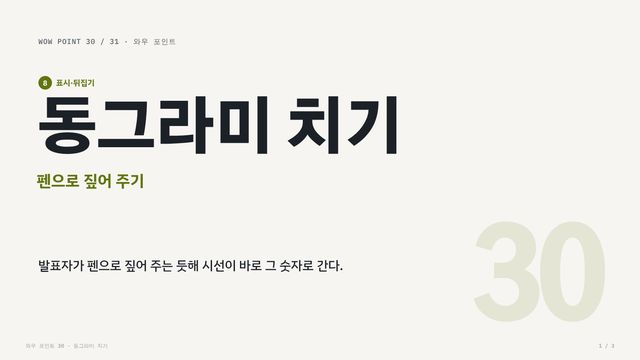 WOW POINT 30 / 31 · 와우 포인트
8 표시·뒤집기
동그라미 치기
펜으로 짚어 주기
30
발표자가 펜으로 짚어 주는 듯해 시선이 바로 그 숫자로 간다.
와우 포인트 30 · 동그라미 치기
1 / 3